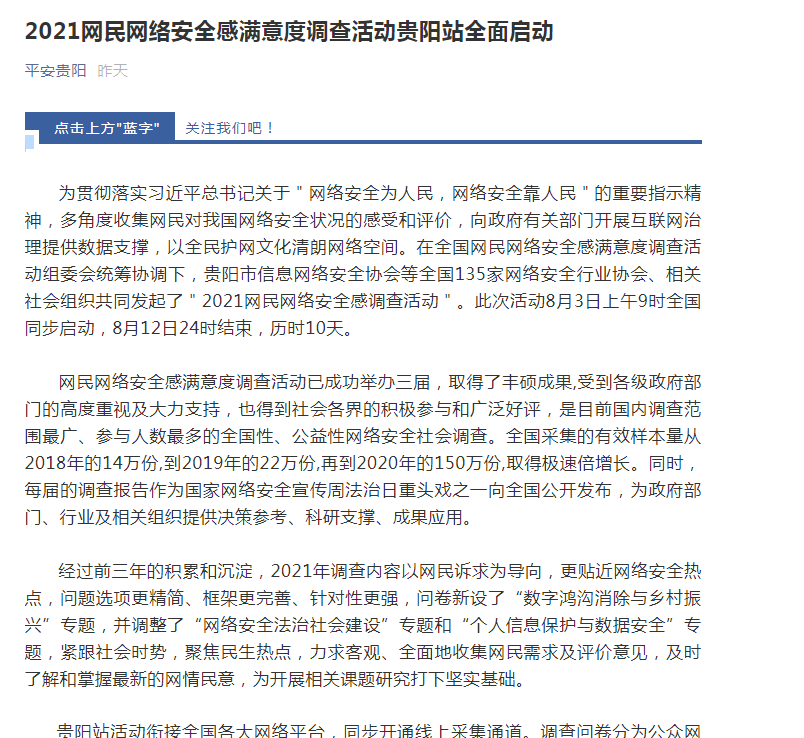 2021网民网络安全感满意度调查活动贵阳站全面启动
平安贵阳 昨天
点击上方"蓝字" 关注我们吧！
为贯彻落实习近平总书记关于＂网络安全为人民，网络安全靠人民＂的重要指示精
神，多角度收集网民对我国网络安全状况的感受和评价，向政府有关部门开展互联网治
理提供数据支撑，以全民护网文化清朗网络空间。在全国网民网络安全感满意度调查活
动组委会统筹协调下，贵阳市信息网络安全协会等全国135家网络安全行业协会、相关
社会组织共同发起了＂2021网民网络安全感调查活动＂。此次活动8月3日上午9时全国
同步启动，8月12日24时结束，历时10天。
网民网络安全感满意度调查活动已成功举办三届，取得了丰硕成果,受到各级政府部
门的高度重视及大力支持，也得到社会各界的积极参与和广泛好评，是目前国内调查范
围最广、参与人数最多的全国性、公益性网络安全社会调查。全国采集的有效样本量从
2018年的14万份,到2019年的22万份,再到2020年的150万份,取得极速倍增长。同时，
每届的调查报告作为国家网络安全宣传周法治日重头戏之一向全国公开发布，为政府部
门、行业及相关组织提供决策参考、科研支撑、成果应用。
经过前三年的积累和沉淀，2021年调查内容以网民诉求为导向，更贴近网络安全热
点，问题选项更精简、框架更完善、针对性更强，问卷新设了“数字鸿沟消除与乡村振
兴”专题，并调整了“网络安全法治社会建设”专题和“个人信息保护与数据安全”专
题，紧跟社会时势，聚焦民生热点，力求客观、全面地收集网民需求及评价意见，及时
了解和掌握最新的网情民意，为开展相关课题研究打下坚实基础。
贵阳站活动衔接全国各大网络平台，同步开通线上采集通道。调查问卷分为公众网